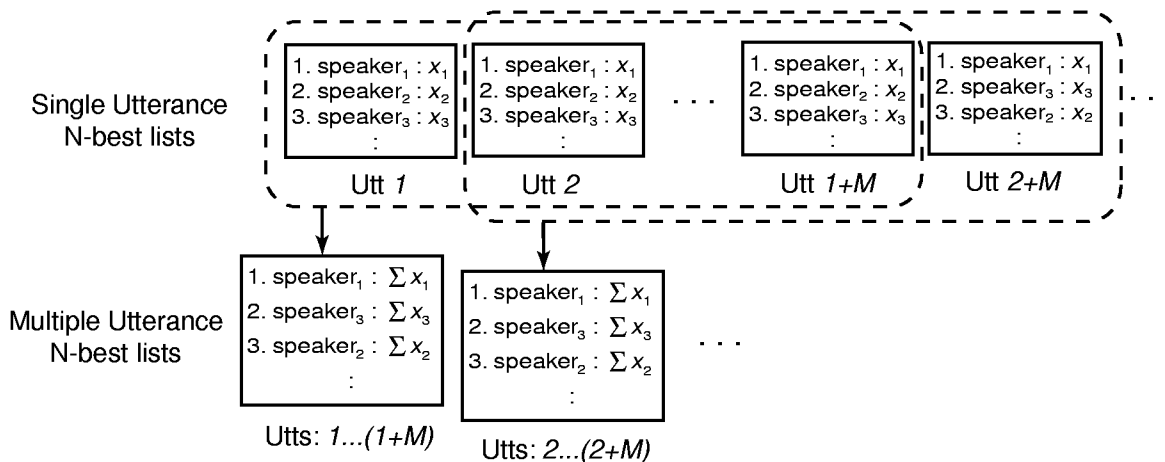 Single Utterance
N-best lists
1. speaker₁ : x₁
2. speaker₂ : x₂
3. speaker₃ : x₃
:
Utt 1
1. speaker₁ : x₁
2. speaker₂ : x₂
3. speaker₃ : x₃
:
Utt 2
. . .
1. speaker₁ : x₁
2. speaker₂ : x₂
3. speaker₃ : x₃
:
Utt 1+M
1. speaker₁ : x₁
2. speaker₃ : x₃
3. speaker₂ : x₂
:
Utt 2+M
. . .
Multiple Utterance
N-best lists
1. speaker₁ : ∑ x₁
2. speaker₃ : ∑ x₃
3. speaker₂ : ∑ x₂
:
Utts: 1...(1+M)
1. speaker₁ : ∑ x₁
2. speaker₃ : ∑ x₃
3. speaker₂ : ∑ x₂
:
Utts: 2...(2+M)
. . .